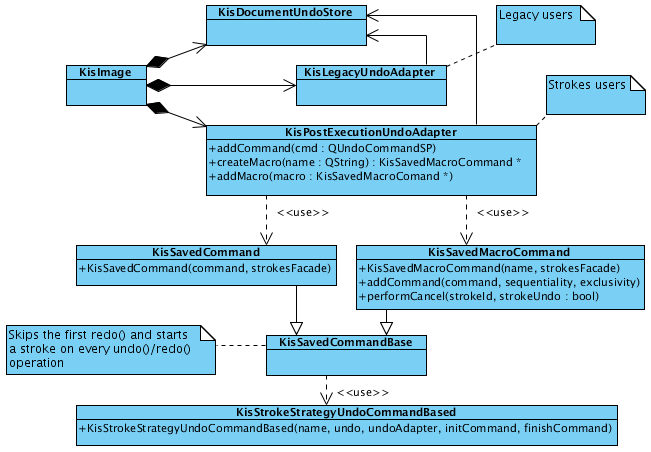 KisDocumentUndoStore
Legacy users
KisImage
KisLegacyUndoAdapter
Strokes users
KisPostExecutionUndoAdapter
+addCommand(cmd : QUndoCommandSP)
+createMacro(name : QString) : KisSavedMacroCommand *
+addMacro(macro : KisSavedMacroComand *)
<<use>>
<<use>>
KisSavedCommand
+KisSavedCommand(command, strokesFacade)
KisSavedMacroCommand
+KisSavedMacroCommand(name, strokesFacade)
+addCommand(command, sequentiality, exclusivity)
+performCancel(strokeId, strokeUndo : bool)
Skips the first redo() and starts
a stroke on every undo()/redo()
operation
KisSavedCommandBase
<<use>>
KisStrokeStrategyUndoCommandBased
+KisStrokeStrategyUndoCommandBased(name, undo, undoAdapter, initCommand, finishCommand)